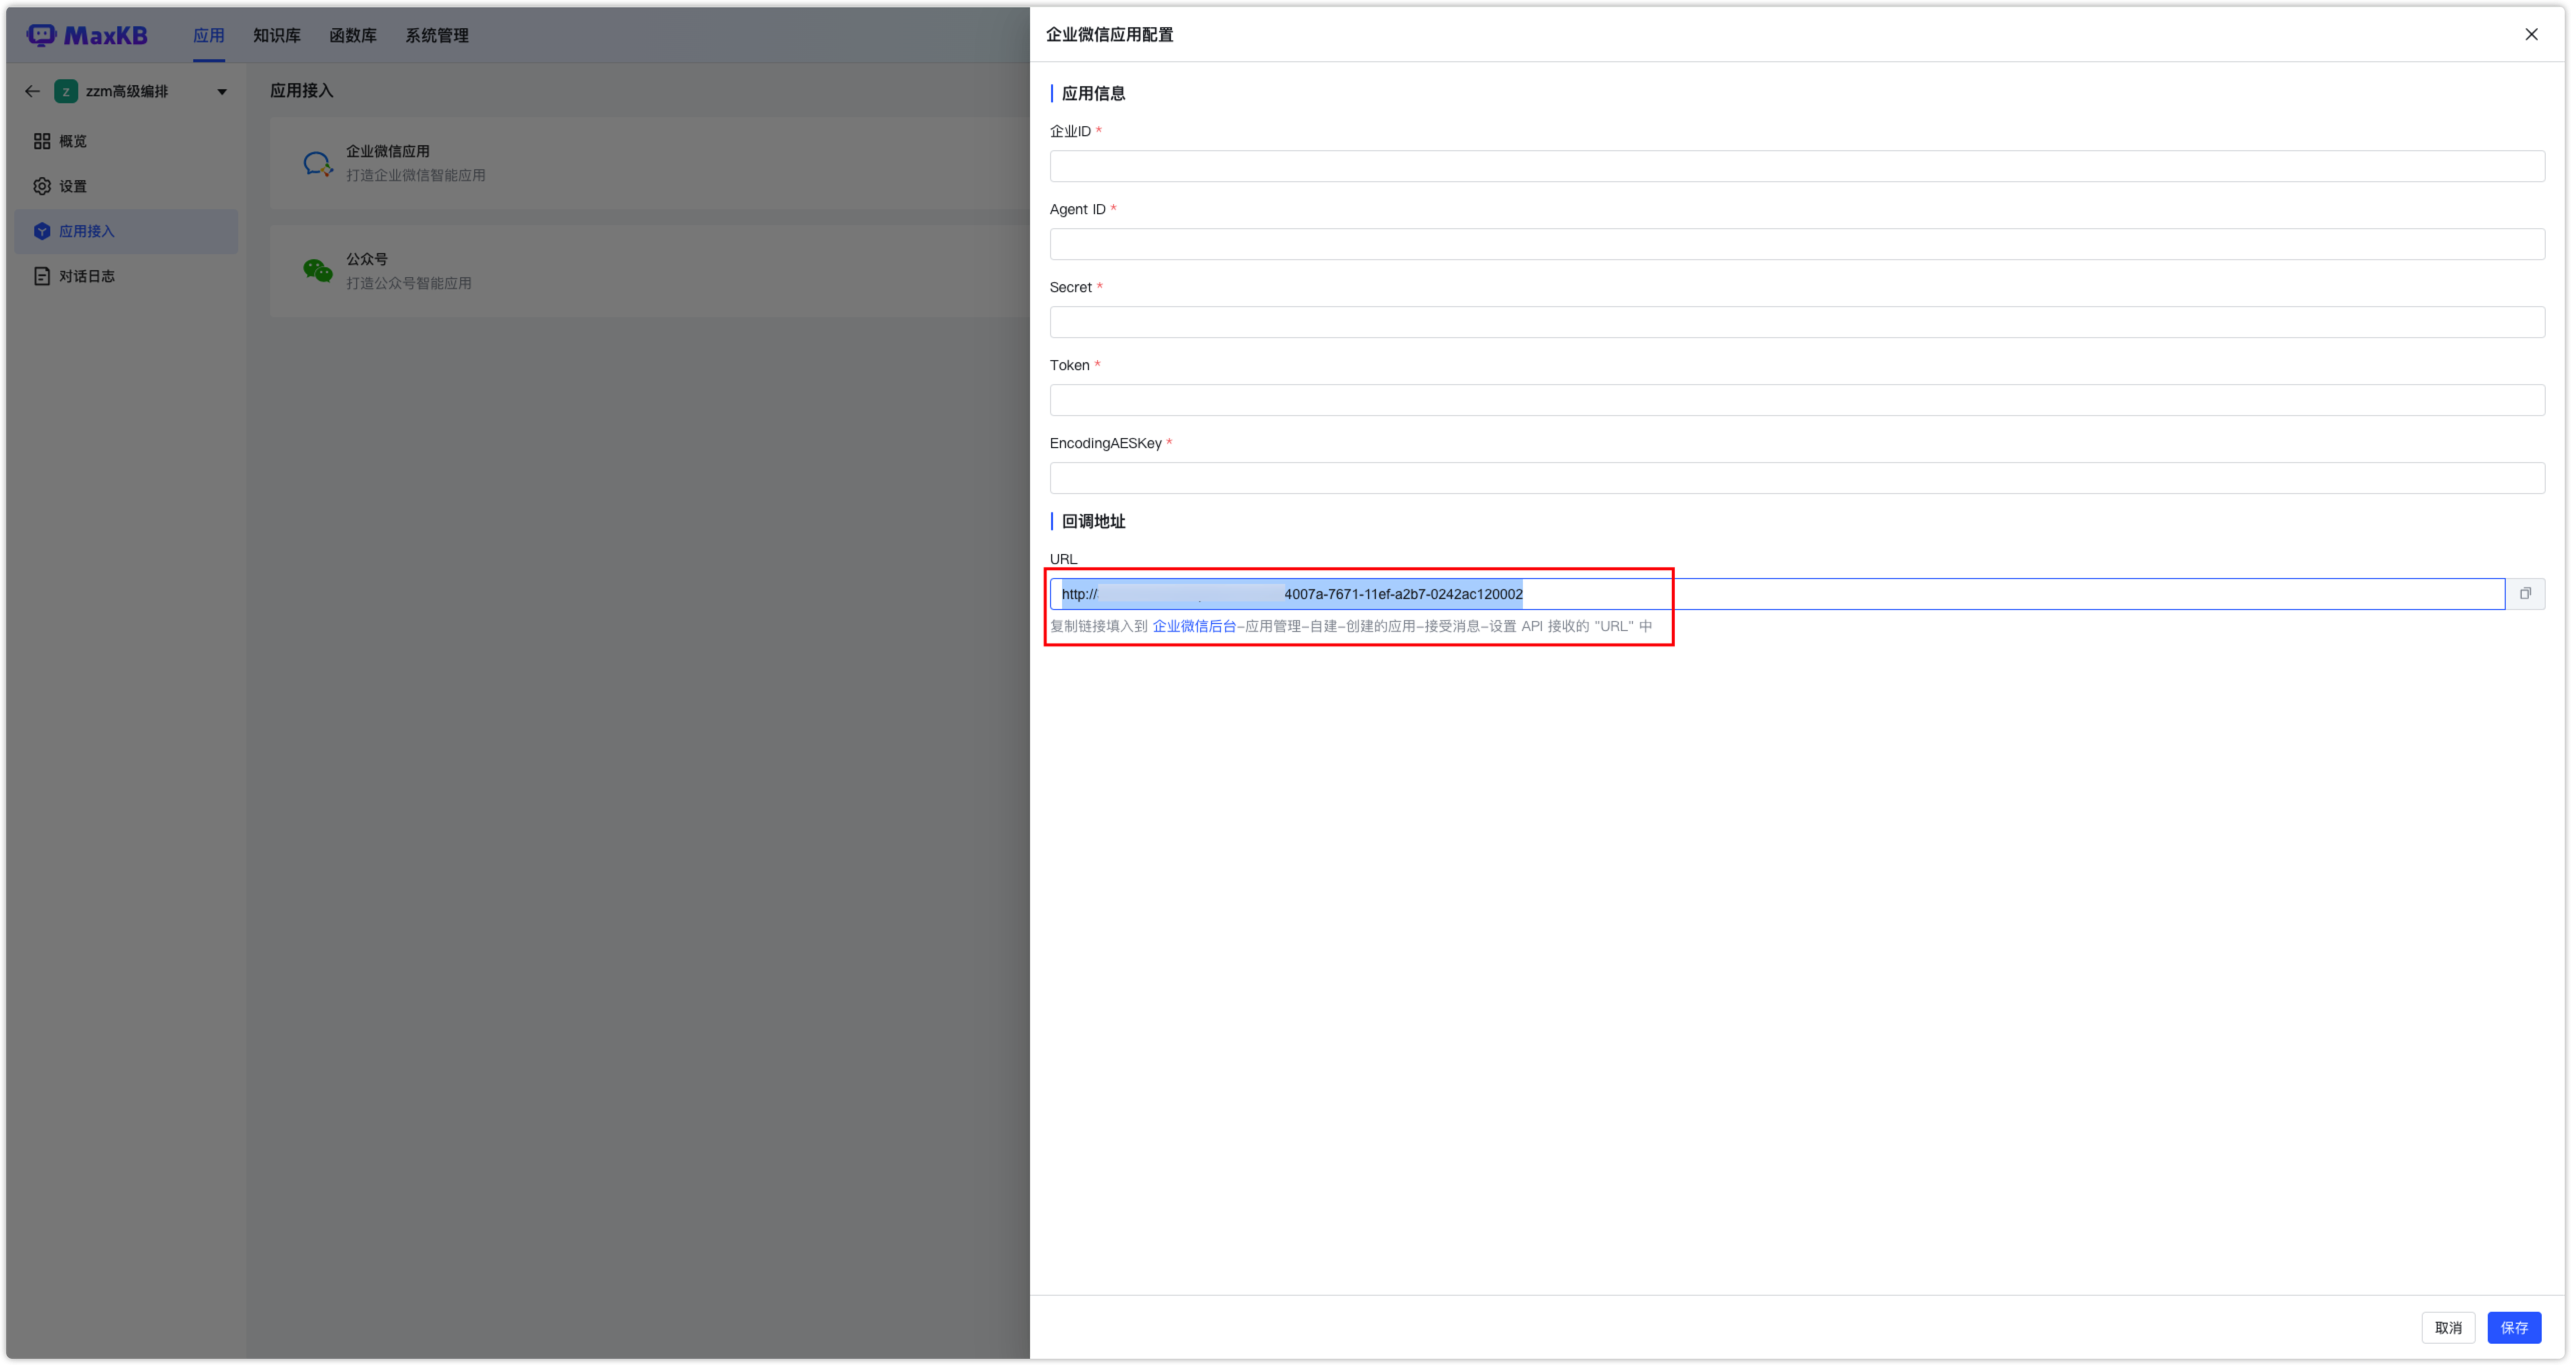 MaxKB
应用
知识库
函数库
系统管理
z
zzm高级编排
概览
设置
应用接入
对话日志
应用接入
企业微信应用
打造企业微信智能应用
公众号
打造公众号智能应用
企业微信应用配置
应用信息
企业ID *
Agent ID *
Secret *
Token *
EncodingAESKey *
回调地址
URL
http:// 4007a-7671-11ef-a2b7-0242ac120002
复制链接填入到 企业微信后台-应用管理-自建-创建的应用-接受消息-设置 API 接收的 "URL" 中
取消
保存